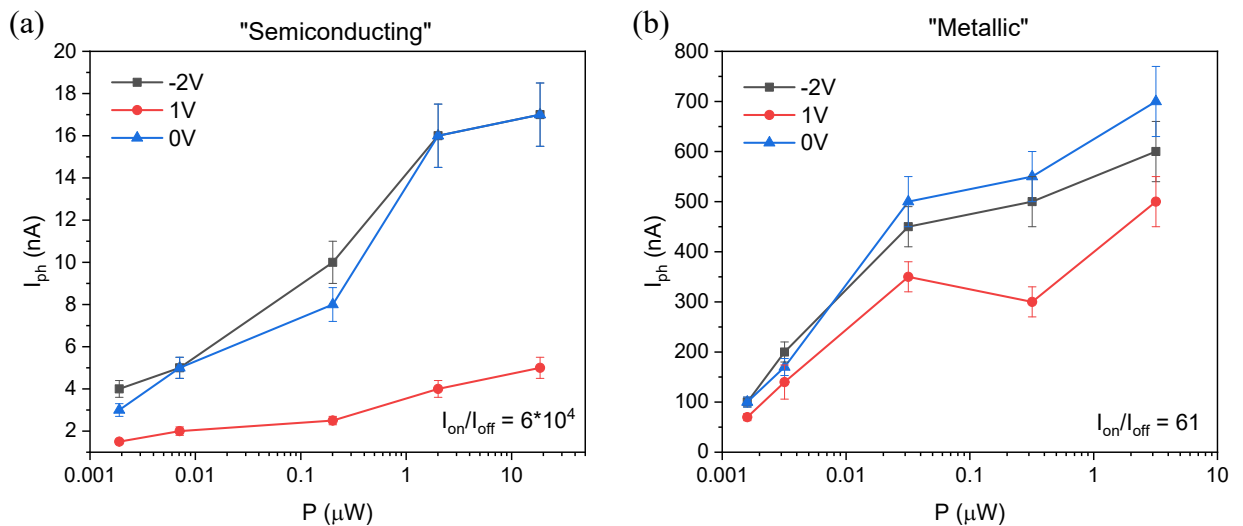 (a)
"Semiconducting"
20
18
16
14
12
10
8
6
4
2
I_ph (nA)
-2V
1V
0V
I_on/I_off = 6*10^4
0.001
0.01
0.1
1
10
P (μW)
(b)
"Metallic"
800
700
600
500
400
300
200
100
0
I_ph (nA)
-2V
1V
0V
I_on/I_off = 61
0.001
0.01
0.1
1
10
P (μW)